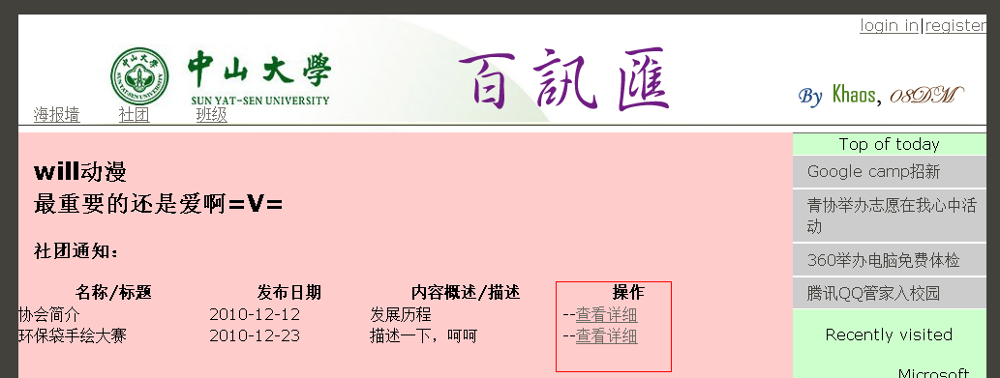 login in|register
中山大學
SUN YAT-SEN UNIVERSITY
百訊匯
By Khaos, 08DM
海报墙 社团 班级
will动漫
最重要的还是爱啊=V=
社团通知：
名称/标题 发布日期 内容概述/描述 操作
协会简介 2010-12-12 发展历程 --查看详细
环保袋手绘大赛 2010-12-23 描述一下，呵呵 --查看详细
Top of today
Google camp招新
青协举办志愿在我心中活
动
360举办电脑免费体检
腾讯QQ管家入校园
Recently visited
Microsoft